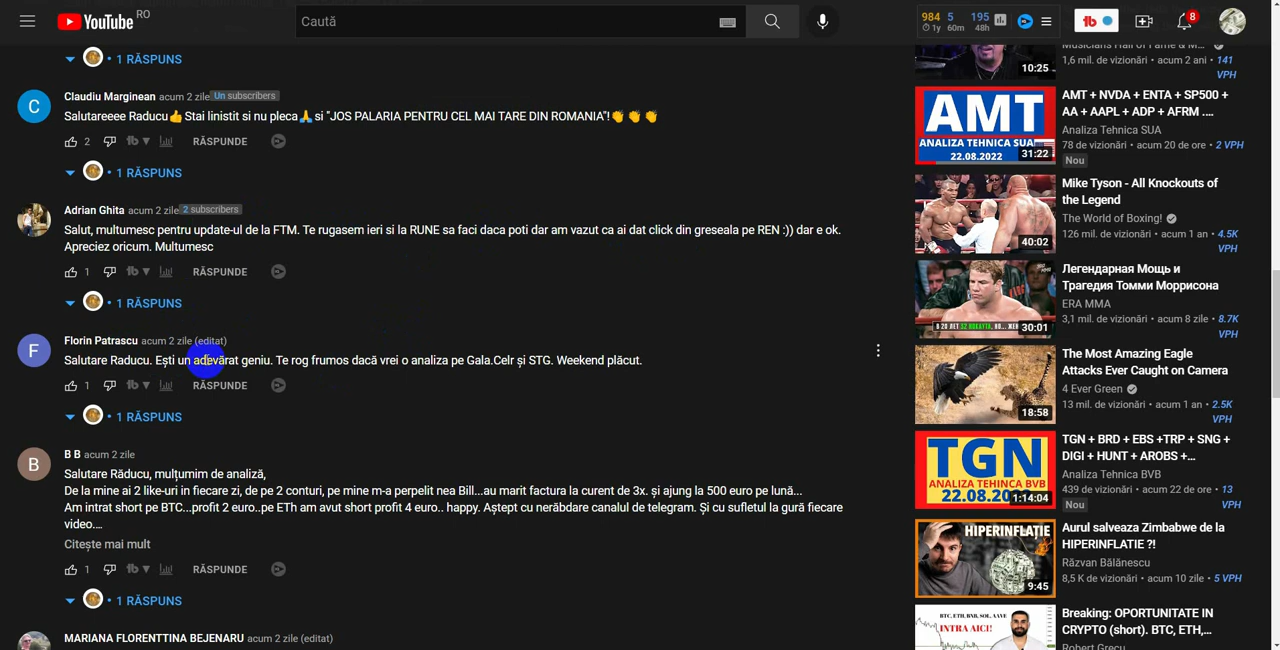 YouTube RO
Caută
984 5 195
1y 60m 48h
8
1 RĂSPUNS
C
Claudiu Marginean acum 2 zile Un subscribers
Salutareeee Raducu👍Stai linistit si nu pleca🙏si "JOS PALARIA PENTRU CEL MAI TARE DIN ROMANIA"!👏👏👏
2 RĂSPUNDE
1 RĂSPUNS
Adrian Ghita acum 2 zile 2 subscribers
Salut, multumesc pentru update-ul de la FTM. Te rugasem ieri si la RUNE sa faci daca poti dar am vazut ca ai dat click din greseala pe REN :)) dar e ok.
Apreciez oricum. Multumesc
1 RĂSPUNDE
1 RĂSPUNS
F
Florin Patrascu acum 2 zile (editat)
Salutare Raducu. Ești un adevărat geniu. Te rog frumos dacă vrei o analiza pe Gala.Celr și STG. Weekend plăcut.
1 RĂSPUNDE
1 RĂSPUNS
B
B B acum 2 zile
Salutare Răducu, mulțumim de analiză,
De la mine ai 2 like-uri in fiecare zi, de pe 2 conturi, pe mine m-a perpelit nea Bill...au marit factura la curent de 3x. și ajung la 500 euro pe lună...
Am intrat short pe BTC...profit 2 euro..pe ETh am avut short profit 4 euro.. happy. Aștept cu nerăbdare canalul de telegram. Și cu sufletul la gură fiecare
video....
Citește mai mult
1 RĂSPUNDE
1 RĂSPUNS
MARIANA FLORENTTINA BEJENARU acum 2 zile (editat)
10:25
Musicians Hall of Fame & M...
1,6 mil. de vizionări • acum 2 ani • 141
VPH
AMT
ANALIZA TEHNICA SUA
22.08.2022
31:22
AMT + NVDA + ENTA + SP500 +
AA + AAPL + ADP + AFRM ....
Analiza Tehnica SUA
78 de vizionări • acum 20 de ore • 2 VPH
Nou
40:02
Mike Tyson - All Knockouts of
the Legend
The World of Boxing!
126 mil. de vizionări • acum 1 an • 4.5K
VPH
30:01
Легендарная Мощь и
Трагедия Томми Моррисона
ERA MMA
3,1 mil. de vizionări • acum 8 zile • 8.7K
VPH
18:58
The Most Amazing Eagle
Attacks Ever Caught on Camera
4 Ever Green
13 mil. de vizionări • acum 1 an • 2.5K
VPH
TGN
ANALIZA TEHNICA BVB
22.08.20
1:14:04
TGN + BRD + EBS +TRP + SNG +
DIGI + HUNT + AROBS +...
Analiza Tehnica BVB
439 de vizionări • acum 22 de ore • 13
VPH
Nou
HIPERINFLAȚIE
9:45
Aurul salveaza Zimbabwe de la
HIPERINFLATIE ?!
Răzvan Bălănescu
8,5 K de vizionări • acum 10 zile • 5 VPH
BTC, ETH, BNB, SOL, AAVE
INTRA AICI!
Breaking: OPORTUNITATE IN
CRYPTO (short). BTC, ETH,...
Robert Grecu